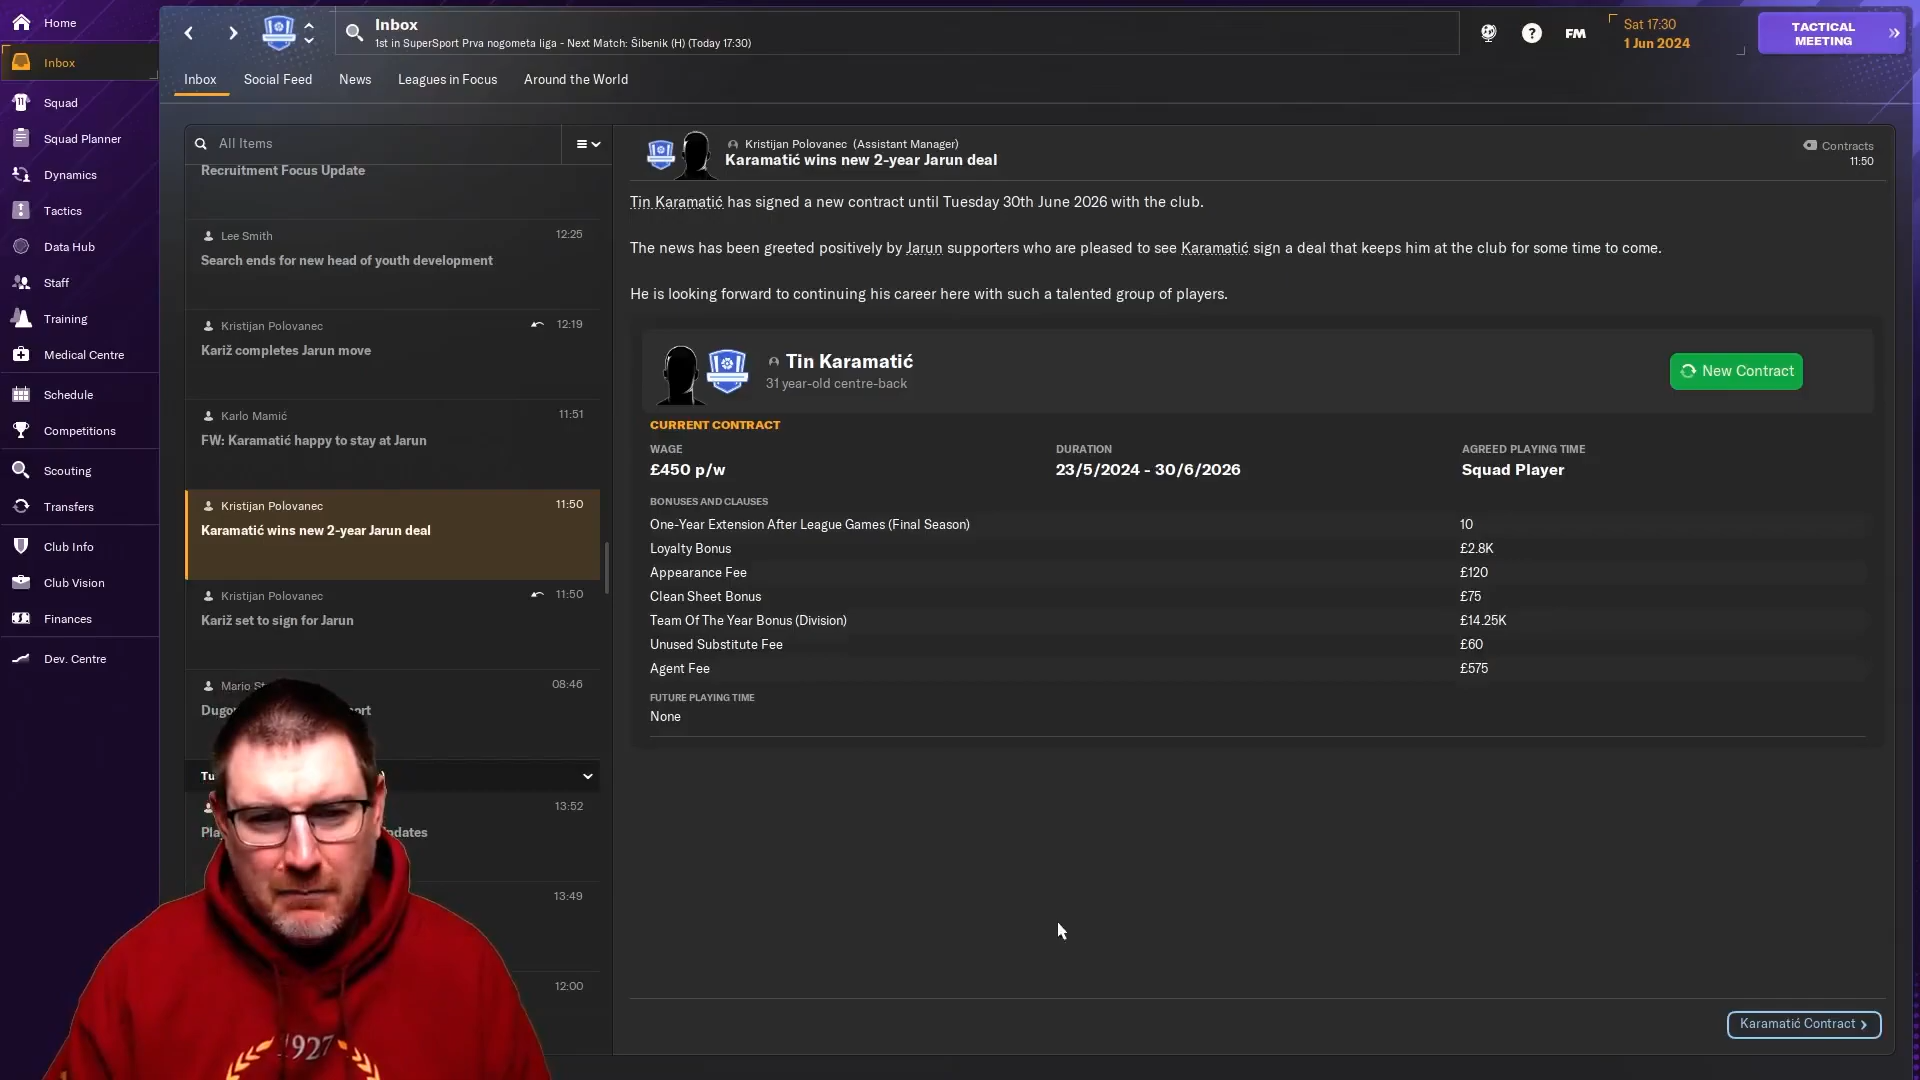 Home
Inbox
Squad
Squad Planner
Dynamics
Tactics
Data Hub
Staff
Training
Medical Centre
Schedule
Competitions
Scouting
Transfers
Club Info
Club Vision
Finances
Dev. Centre
Inbox
1st in SuperSport Prva nogometa liga - Next Match: Šibenik (H) (Today 17:30)
FM
Sat 17:30
1 Jun 2024
TACTICAL
MEETING
Inbox
Social Feed
News
Leagues in Focus
Around the World
All Items
Recruitment Focus Update
Lee Smith
12:25
Search ends for new head of youth development
Kristijan Polovanec
12:19
Kariž completes Jarun move
Karlo Mamić
11:51
FW: Karamatić happy to stay at Jarun
Kristijan Polovanec
11:50
Karamatić wins new 2-year Jarun deal
Kristijan Polovanec
11:50
Kariž set to sign for Jarun
Mario
08:46
13:52
13:49
12:00
1927
Kristijan Polovanec (Assistant Manager)
Karamatić wins new 2-year Jarun deal
Contracts
11:50
Tin Karamatić has signed a new contract until Tuesday 30th June 2026 with the club.
The news has been greeted positively by Jarun supporters who are pleased to see Karamatić sign a deal that keeps him at the club for some time to come.
He is looking forward to continuing his career here with such a talented group of players.
Tin Karamatić
31 year-old centre-back
New Contract
CURRENT CONTRACT
WAGE
£450 p/w
DURATION
23/5/2024 - 30/6/2026
AGREED PLAYING TIME
Squad Player
BONUSES AND CLAUSES
One-Year Extension After League Games (Final Season) 10
Loyalty Bonus £2.8K
Appearance Fee £120
Clean Sheet Bonus £75
Team Of The Year Bonus (Division) £14.25K
Unused Substitute Fee £60
Agent Fee £575
FUTURE PLAYING TIME
None
Karamatić Contract